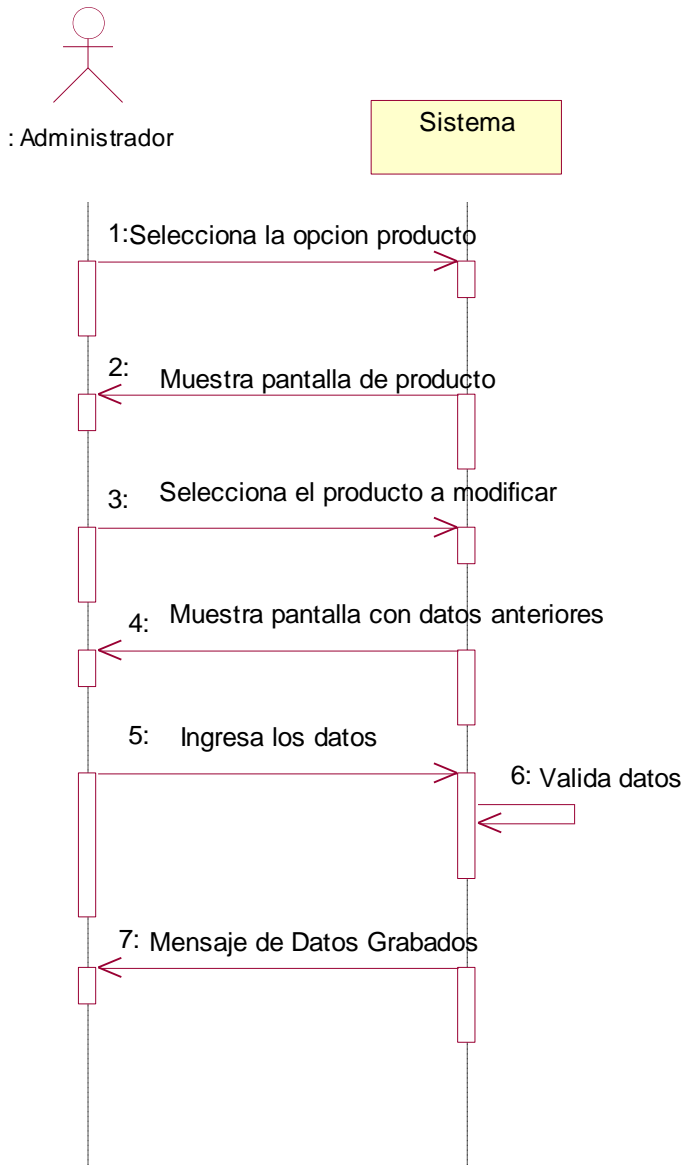 : Administrador
Sistema
1:Selecciona la opcion producto
2: Muestra pantalla de producto
3: Selecciona el producto a modificar
4: Muestra pantalla con datos anteriores
5: Ingresa los datos
6: Valida datos
7: Mensaje de Datos Grabados